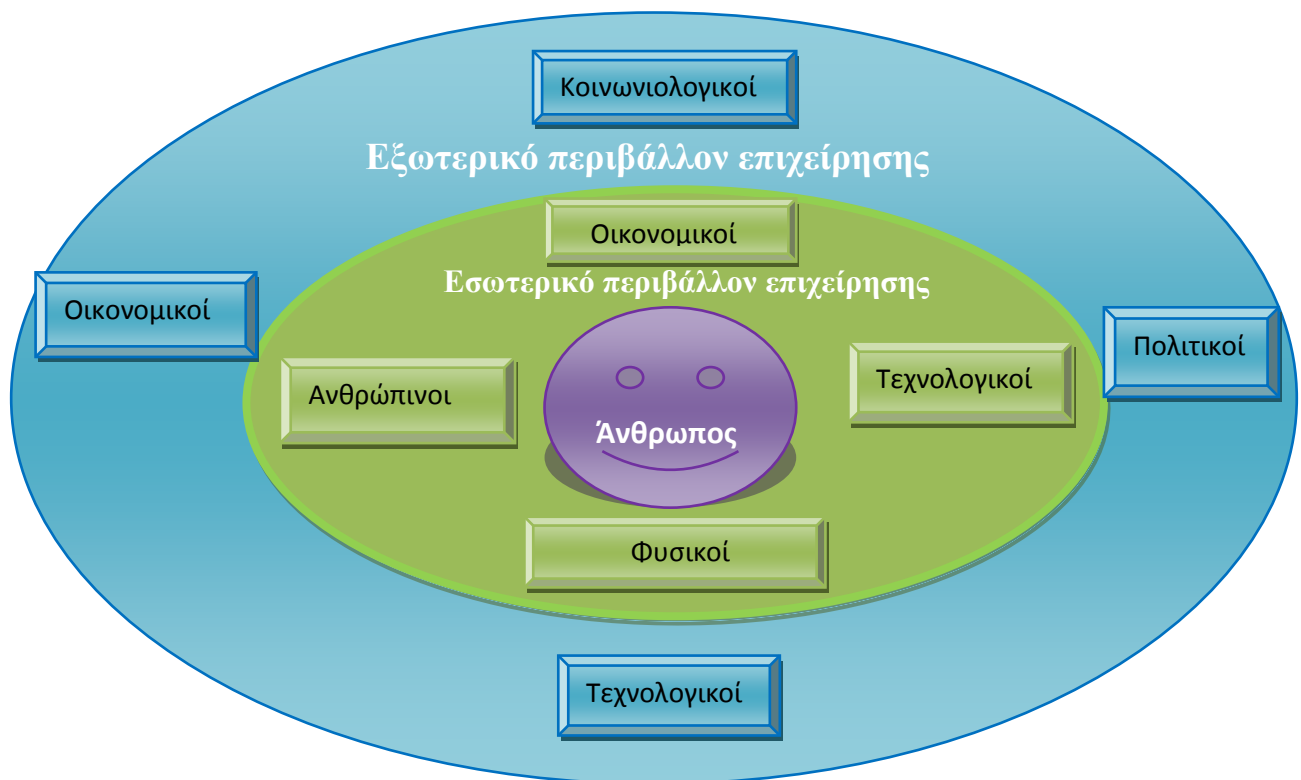 Κοινωνιολογικοί
Εξωτερικό περιβάλλον επιχείρησης
Οικονομικοί
Εσωτερικό περιβάλλον επιχείρησης
Οικονομικοί
Πολιτικοί
Ανθρώπινοι
Τεχνολογικοί
Άνθρωπος
Φυσικοί
Τεχνολογικοί